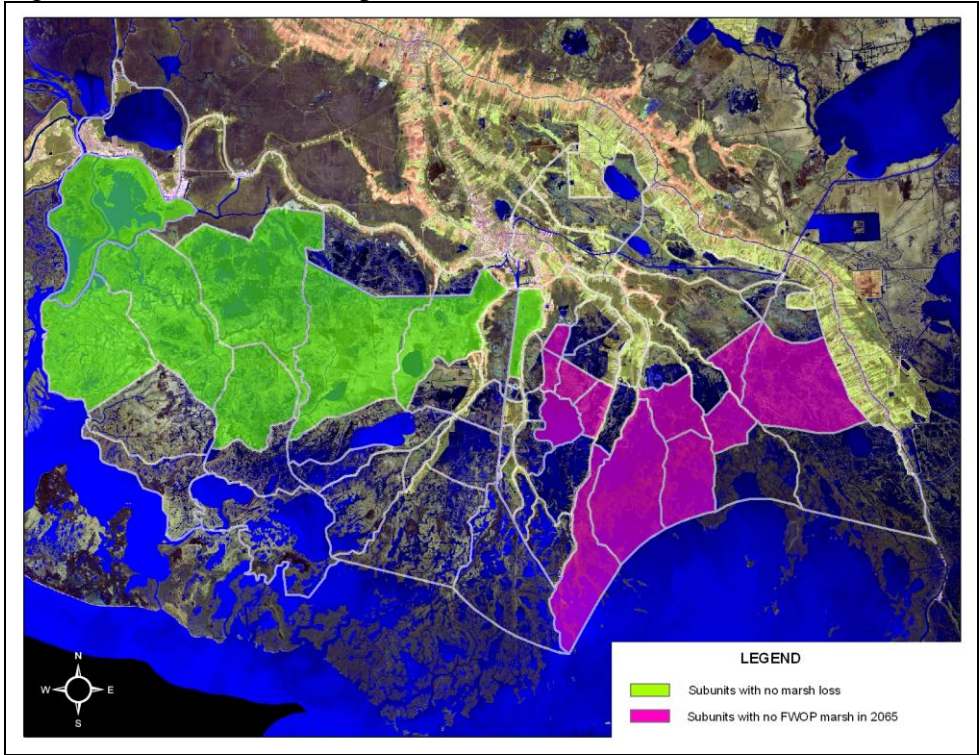 N
W E
S
LEGEND
Subunits with no marsh loss
Subunits with no FWOP marsh in 2065